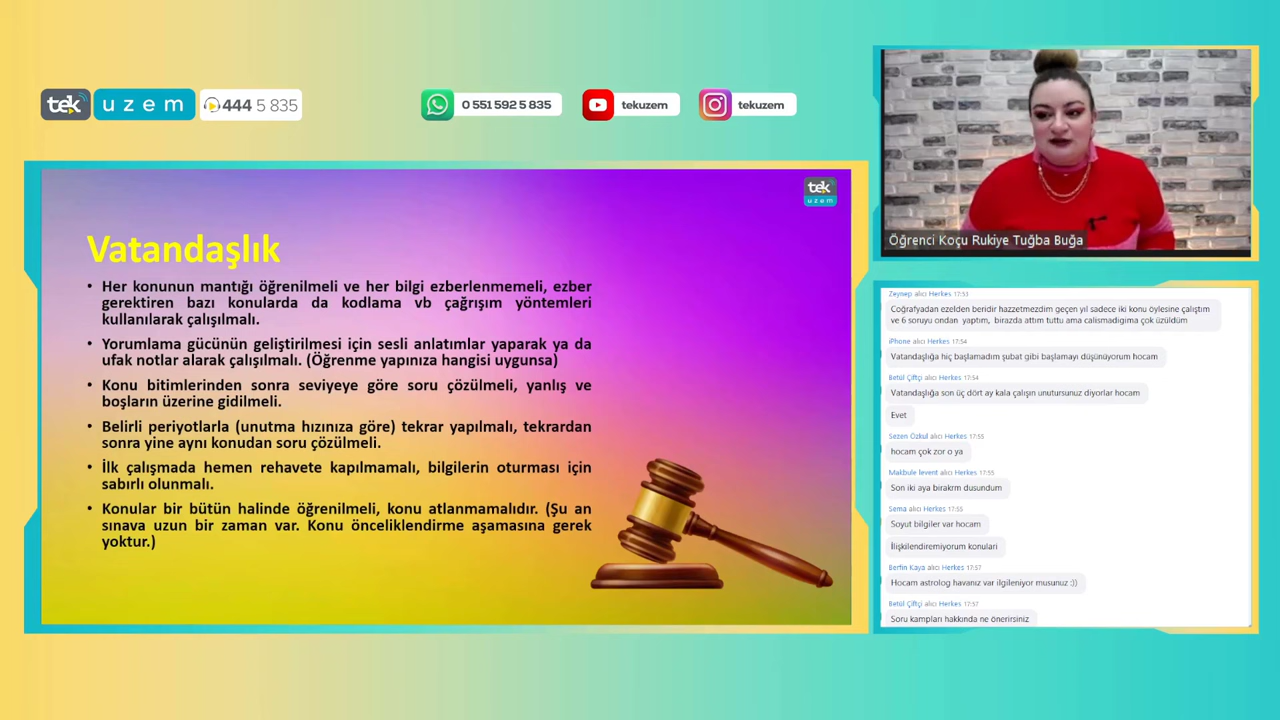 tek uzem 444 5 835
0 551 592 5 835
tekuzem
tekuzem
tek
uzem
Vatandaşlık
• Her konunun mantığı öğrenilmeli ve her bilgi ezberlenmemeli, ezber
gerektiren bazı konularda da kodlama vb çağrışım yöntemleri
kullanılarak çalışılmalı.
• Yorumlama gücünün geliştirilmesi için sesli anlatımlar yaparak ya da
ufak notlar alarak çalışılmalı. (Öğrenme yapınıza hangisi uygunsa)
• Konu bitimlerinden sonra seviyeye göre soru çözülmeli, yanlış ve
boşların üzerine gidilmeli.
• Belirli periyotlarla (unutma hızınıza göre) tekrar yapılmalı, tekrardan
sonra yine aynı konudan soru çözülmeli.
• İlk çalışmada hemen rehavete kapılmamalı, bilgilerin oturması için
sabırlı olunmalı.
• Konular bir bütün halinde öğrenilmeli, konu atlanmamalıdır. (Şu an
sınava uzun bir zaman var. Konu önceliklendirme aşamasına gerek
yoktur.)
Öğrenci Koçu Rukiye Tuğba Buğa
Zeynep alıcı Herkes 17:53
Coğrafyadan ezelden beridir hazzetmezdim geçen yıl sadece iki konu öylesine çalıştım
ve 6 soruyu ondan yaptım, birazda attım tuttu ama calismadigima çok üzüldüm
iPhone alıcı Herkes 17:54
Vatandaşlığa hiç başlamadım şubat gibi başlamayı düşünüyorum hocam
Betül Çiftçi alıcı Herkes 17:54
Vatandaşlığa son üç dört ay kala çalışın unutursunuz diyorlar hocam
Evet
Sezen Özkul alıcı Herkes 17:55
hocam çok zor o ya
Makbule levent alıcı Herkes 17:55
Son iki aya birakrm dusundum
Sema alıcı Herkes 17:55
Soyut bilgiler var hocam
İlişkilendiremiyorum konulari
Berfin Kaya alıcı Herkes 17:57
Hocam astrolog havanız var ilgileniyor musunuz :))
Betül Çiftçi alıcı Herkes 17:57
Soru kampları hakkında ne önerirsiniz